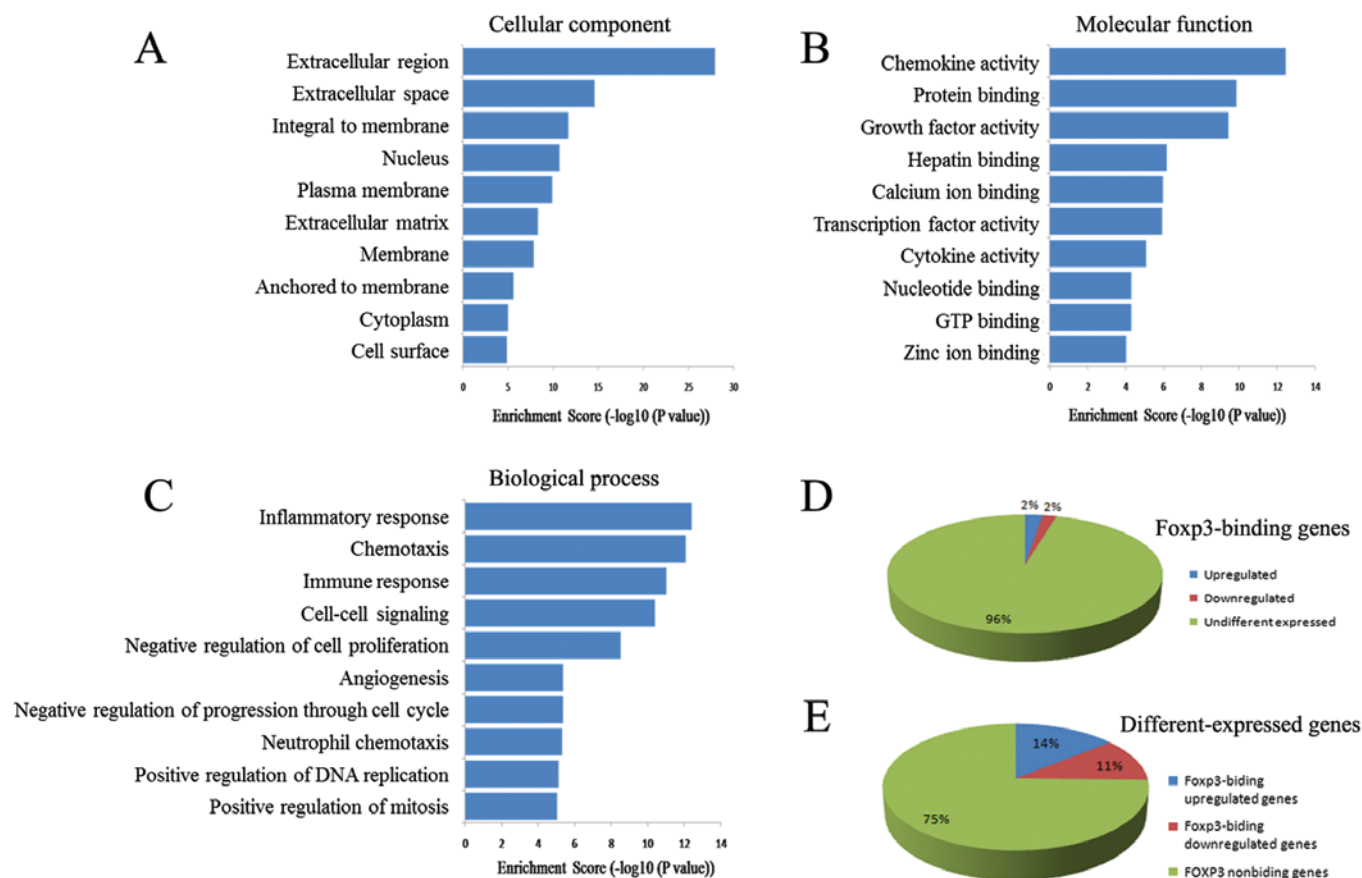 A
Cellular component
Extracellular region
Extracellular space
Integral to membrane
Nucleus
Plasma membrane
Extracellular matrix
Membrane
Anchored to membrane
Cytoplasm
Cell surface
0 5 10 15 20 25 30
Enrichment Score (-log10 (P value))
B
Molecular function
Chemokine activity
Protein binding
Growth factor activity
Hepatin binding
Calcium ion binding
Transcription factor activity
Cytokine activity
Nucleotide binding
GTP binding
Zinc ion binding
0 2 4 6 8 10 12 14
Enrichment Score (-log10 (P value))
C
Biological process
Inflammatory response
Chemotaxis
Immune response
Cell-cell signaling
Negative regulation of cell proliferation
Angiogenesis
Negative regulation of progression through cell cycle
Neutrophil chemotaxis
Positive regulation of DNA replication
Positive regulation of mitosis
0 2 4 6 8 10 12 14
Enrichment Score (-log10 (P value))
D
2% 2%
Foxp3-binding genes
Upregulated
Downregulated
Undifferent expressed
96%
E
Different-expressed genes
14%
11%
75%
Foxp3-biding
upregulated genes
Foxp3-biding
downregulated genes
FOXP3 nonbiding genes